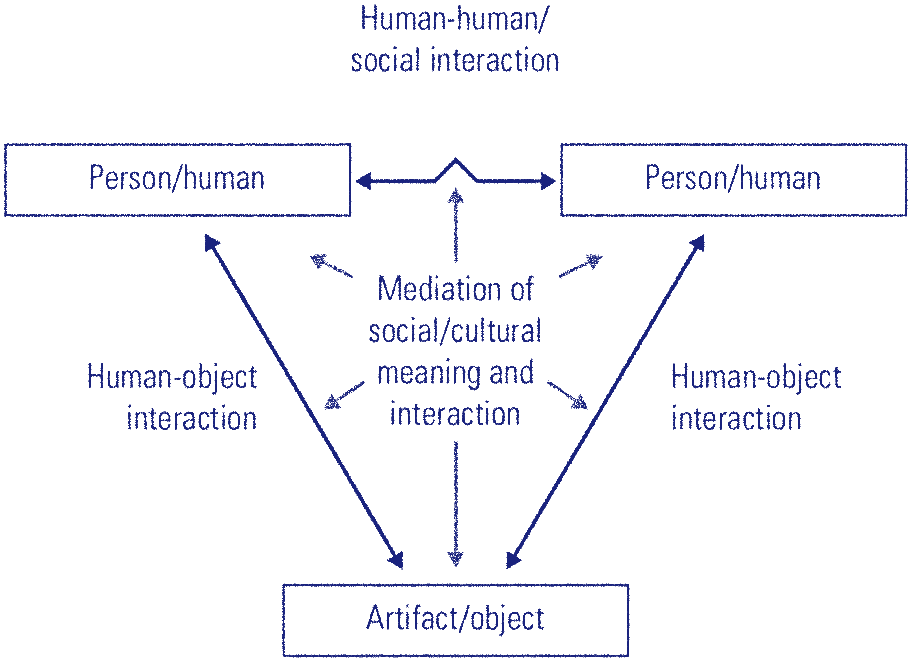 Human-human/
social interaction
Person/human
Person/human
Mediation of
social/cultural
meaning and
interaction
Human-object
interaction
Human-object
interaction
Artifact/object